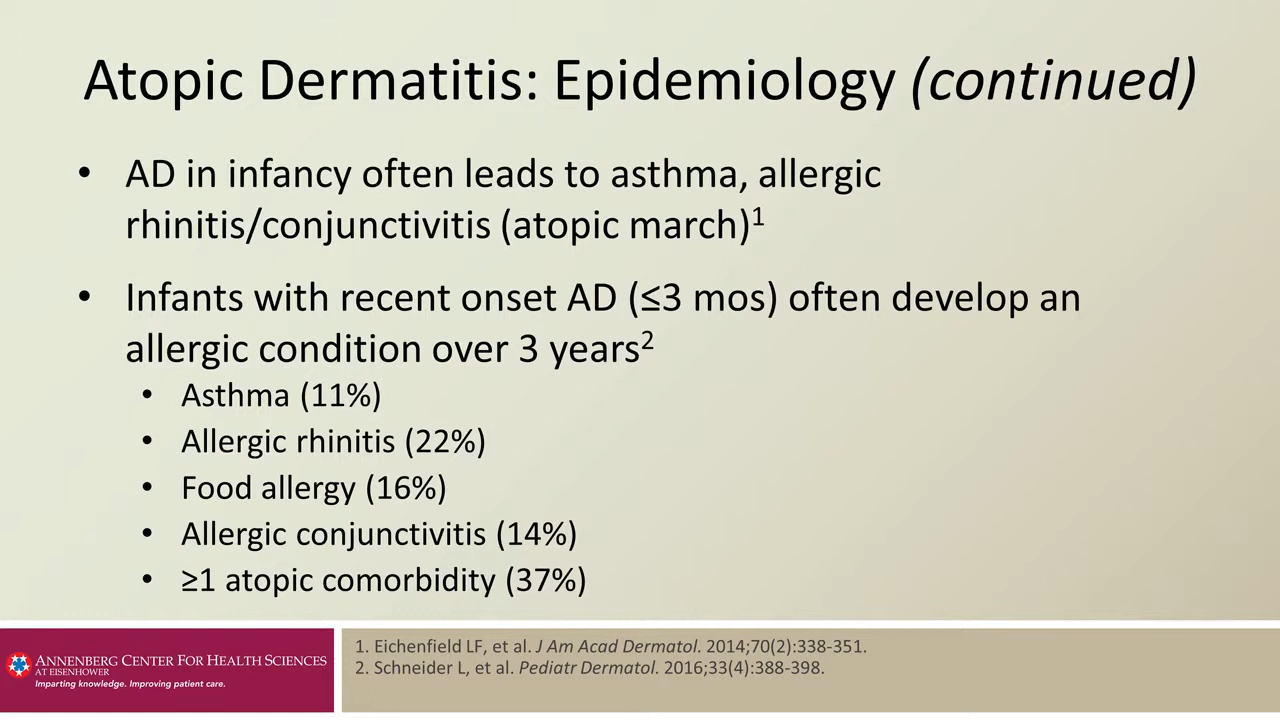 Atopic Dermatitis: Epidemiology (continued)
• AD in infancy often leads to asthma, allergic
rhinitis/conjunctivitis (atopic march)¹
• Infants with recent onset AD (≤3 mos) often develop an
allergic condition over 3 years²
• Asthma (11%)
• Allergic rhinitis (22%)
• Food allergy (16%)
• Allergic conjunctivitis (14%)
• ≥1 atopic comorbidity (37%)
ANNENBERG CENTER FOR HEALTH SCIENCES
AT EISENHOWER
Imparting knowledge. Improving patient care.
1. Eichenfield LF, et al. J Am Acad Dermatol. 2014;70(2):338-351.
2. Schneider L, et al. Pediatr Dermatol. 2016;33(4):388-398.